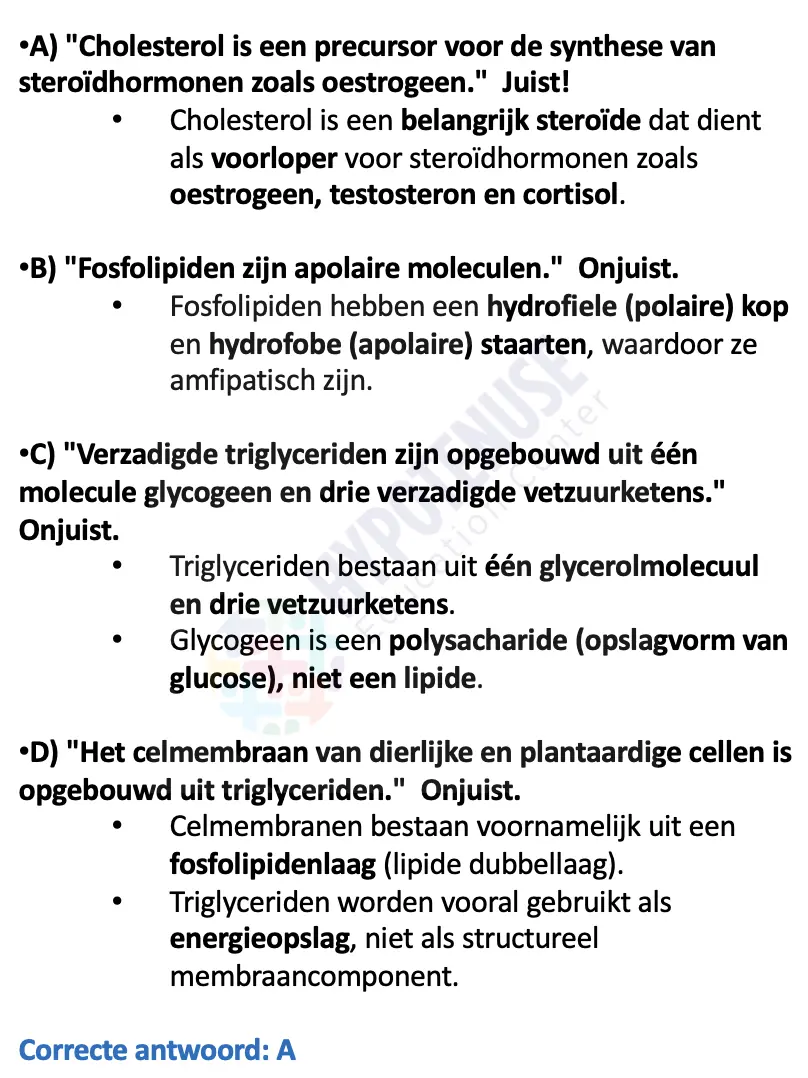 •A) "Cholesterol is een precursor voor de synthese van
steroïdhormonen zoals oestrogeen."  Juist!
• Cholesterol is een belangrijk steroïde dat dient
als voorloper voor steroïdhormonen zoals
oestrogeen, testosteron en cortisol.
•B) "Fosfolipiden zijn apolaire moleculen."  Onjuist.
• Fosfolipiden hebben een hydrofiele (polaire) kop
en hydrofobe (apolaire) staarten, waardoor ze
amfipatisch zijn.
•C) "Verzadigde triglyceriden zijn opgebouwd uit één
molecule glycogeen en drie verzadigde vetzuurketens."
Onjuist.
• Triglyceriden bestaan uit één glycerolmolecuul
en drie vetzuurketens.
• Glycogeen is een polysacharide (opslagvorm van
glucose), niet een lipide.
•D) "Het celmembraan van dierlijke en plantaardige cellen is
opgebouwd uit triglyceriden."  Onjuist.
• Celmembranen bestaan voornamelijk uit een
fosfolipidenlaag (lipide dubbellaag).
• Triglyceriden worden vooral gebruikt als
energieopslag, niet als structureel
membraancomponent.
Correcte antwoord: A
HYPOTENUSE
Education Center